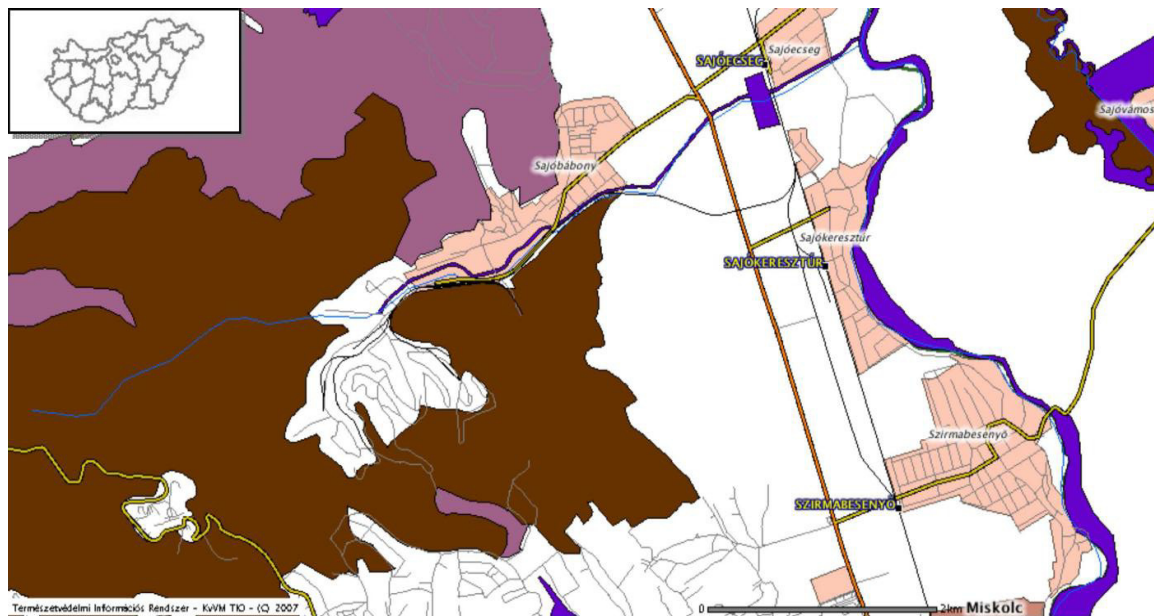 Sajóecseg
SAJÓECSEG
Sajóvámos
Sajóbábony
Sajókeresztúr
SAJÓKERESZTÚR
Szirmabesenyő
SZIRMABESENYŐ
Természetvédelmi Információs Rendszer - KvVM TIO - (C) 2007
0 2km Miskolc